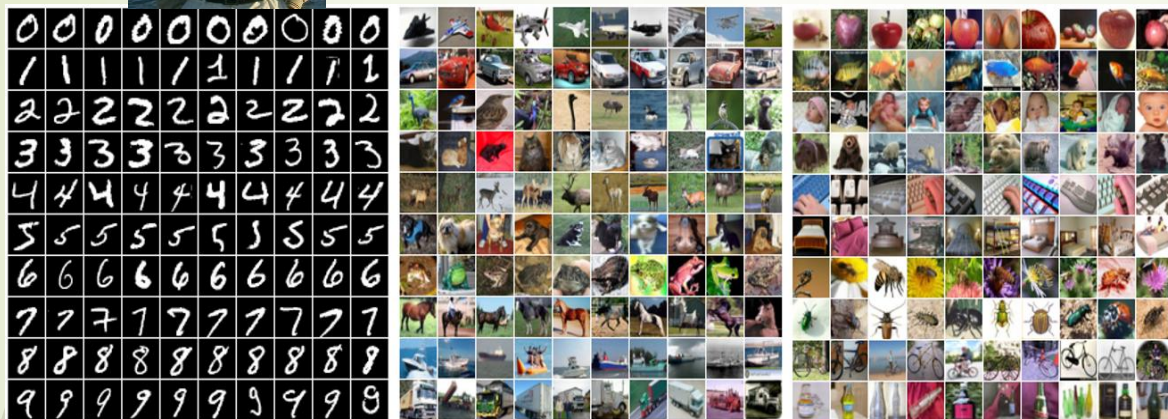 0 0 0 0 0 0 0 0 0 0
1 1 1 1 1 1 1 1 1 1
2 2 2 2 2 2 2 2 2 2
3 3 3 3 3 3 3 3 3 3
4 4 4 4 4 4 4 4 4 4
5 5 5 5 5 5 5 5 5 5
6 6 6 6 6 6 6 6 6 6
7 7 7 7 7 7 7 7 7 7
8 8 8 8 8 8 8 8 8 8
9 9 9 9 9 9 9 9 9 9